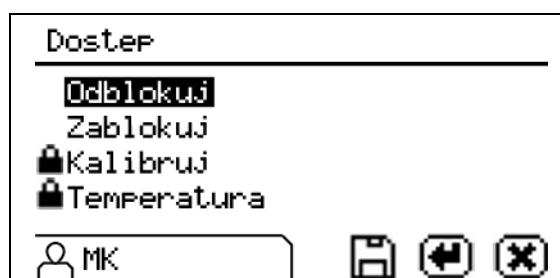 Dostep
Odblokuj
Zablokuj
Kalibruj
Temperatura
MK